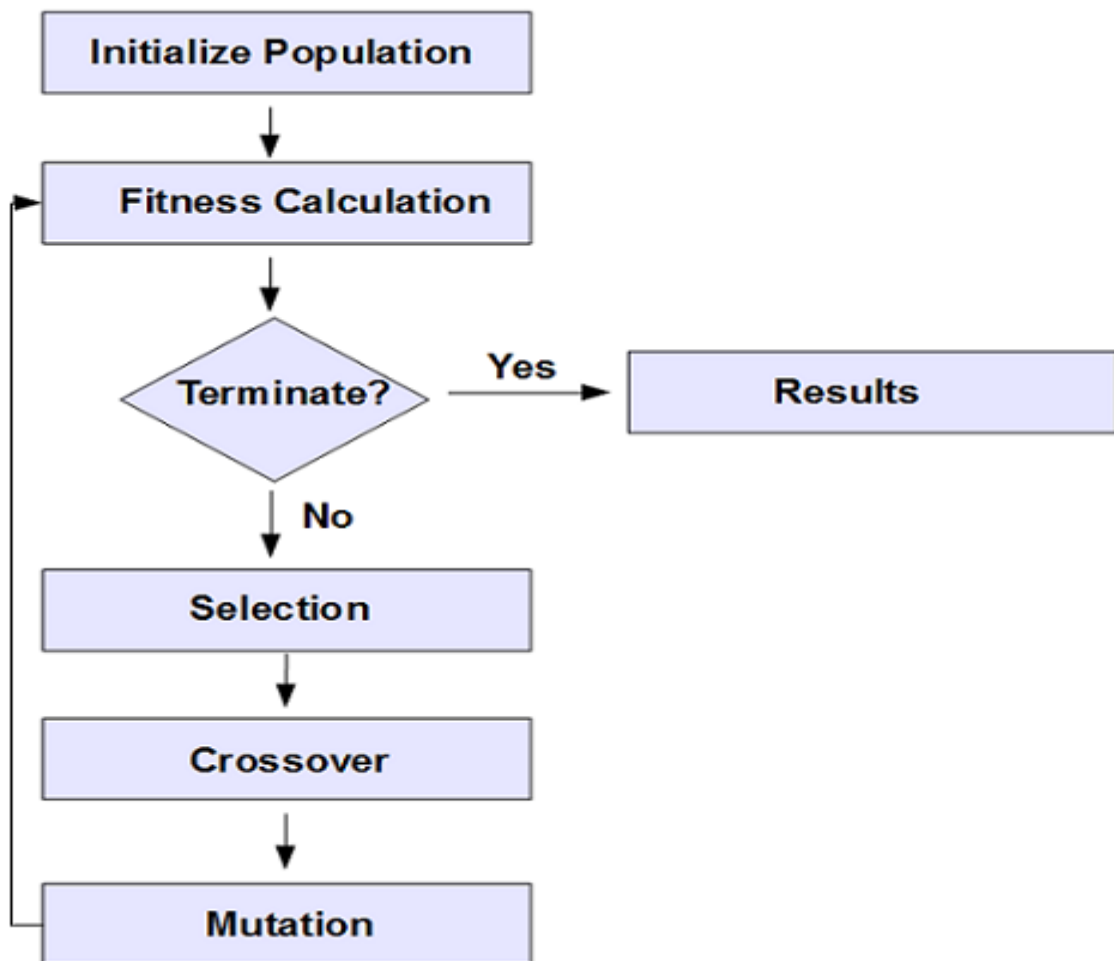 Initialize Population
Fitness Calculation
Terminate?
Yes
Results
No
Selection
Crossover
Mutation